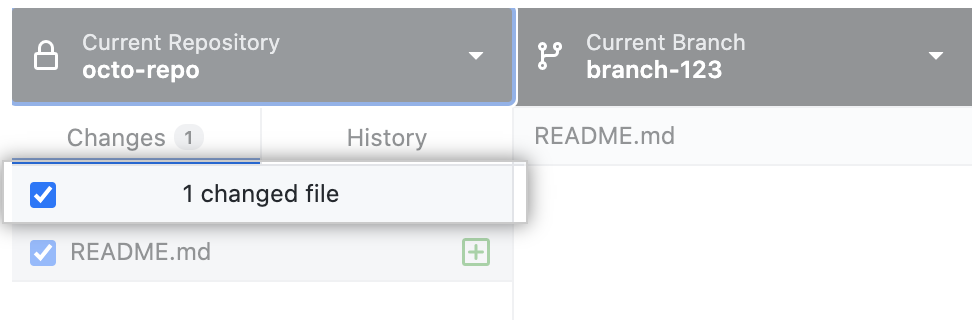 Current Repository
octo-repo
Current Branch
branch-123
Changes 1
History
README.md
1 changed file
README.md